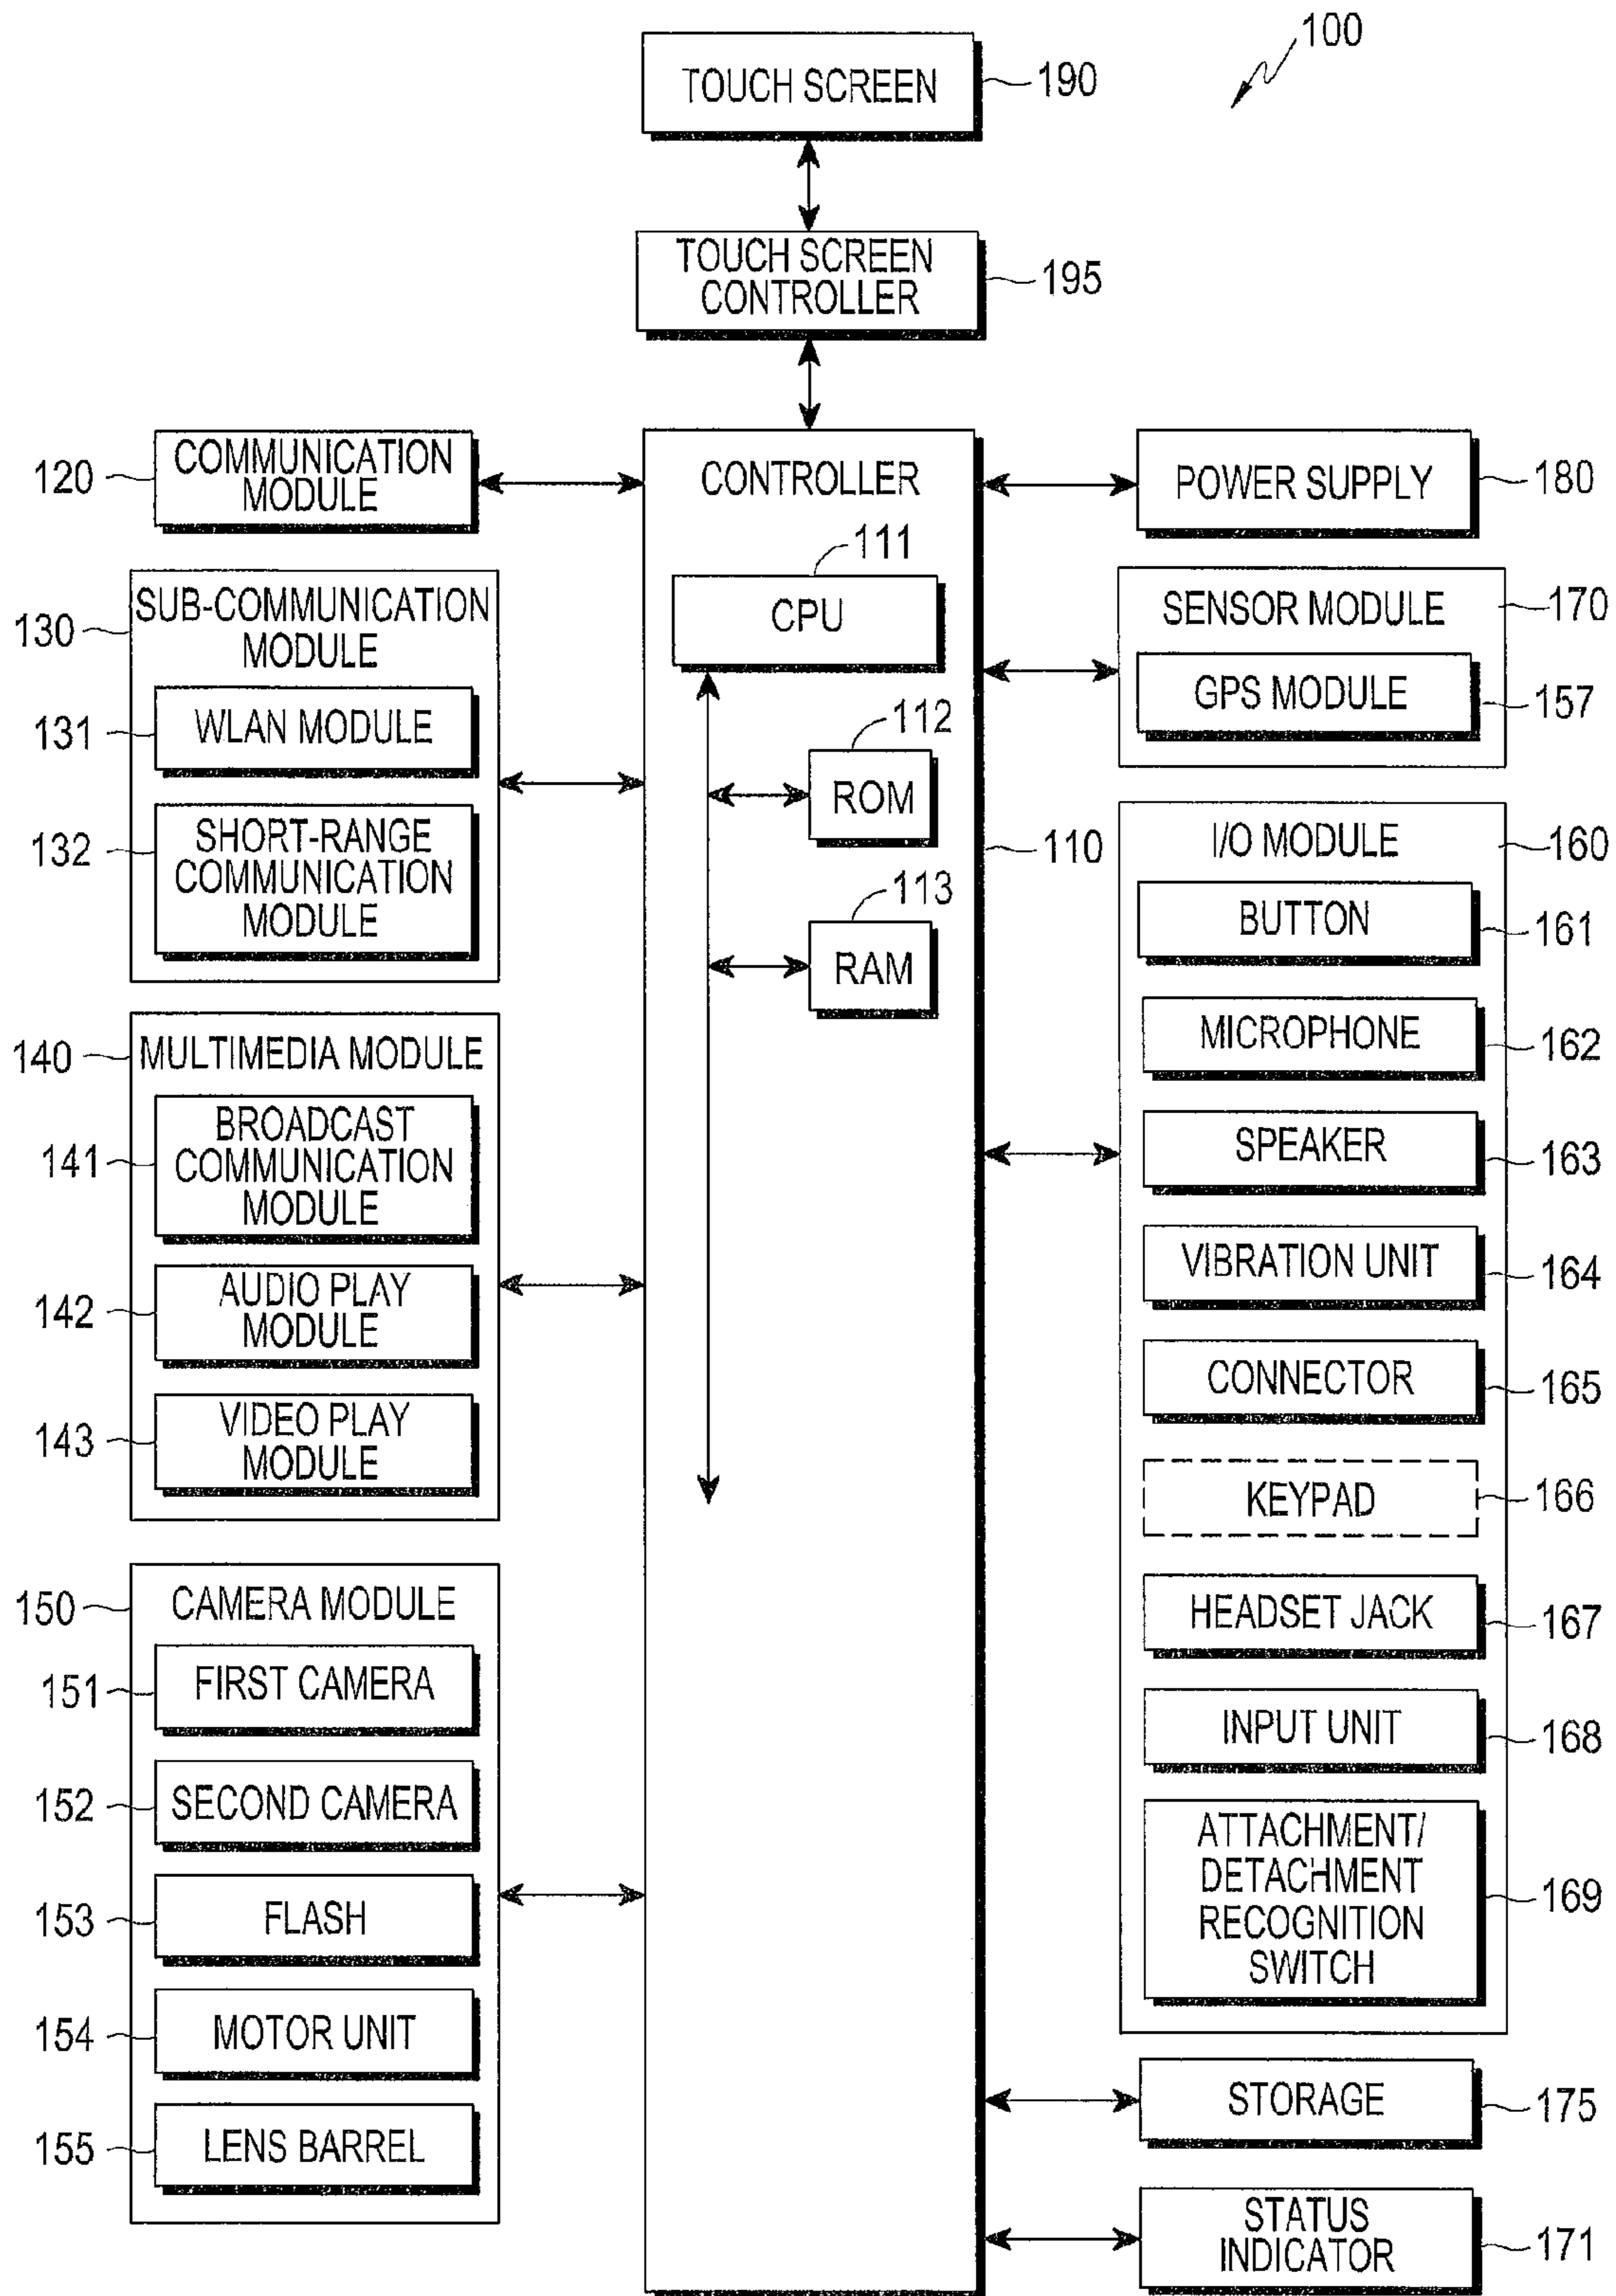 100
TOUCH SCREEN
190
TOUCH SCREEN
CONTROLLER
195
120
COMMUNICATION
MODULE
130
SUB-COMMUNICATION
MODULE
131
WLAN MODULE
132
SHORT-RANGE
COMMUNICATION
MODULE
140
MULTIMEDIA MODULE
141
BROADCAST
COMMUNICATION
MODULE
142
AUDIO PLAY
MODULE
143
VIDEO PLAY
MODULE
150
CAMERA MODULE
151
FIRST CAMERA
152
SECOND CAMERA
153
FLASH
154
MOTOR UNIT
155
LENS BARREL
CONTROLLER
111
CPU
112
ROM
113
RAM
110
POWER SUPPLY
180
SENSOR MODULE
170
GPS MODULE
157
I/O MODULE
160
BUTTON
161
MICROPHONE
162
SPEAKER
163
VIBRATION UNIT
164
CONNECTOR
165
KEYPAD
166
HEADSET JACK
167
INPUT UNIT
168
ATTACHMENT/
DETACHMENT
RECOGNITION
SWITCH
169
STORAGE
175
STATUS
INDICATOR
171